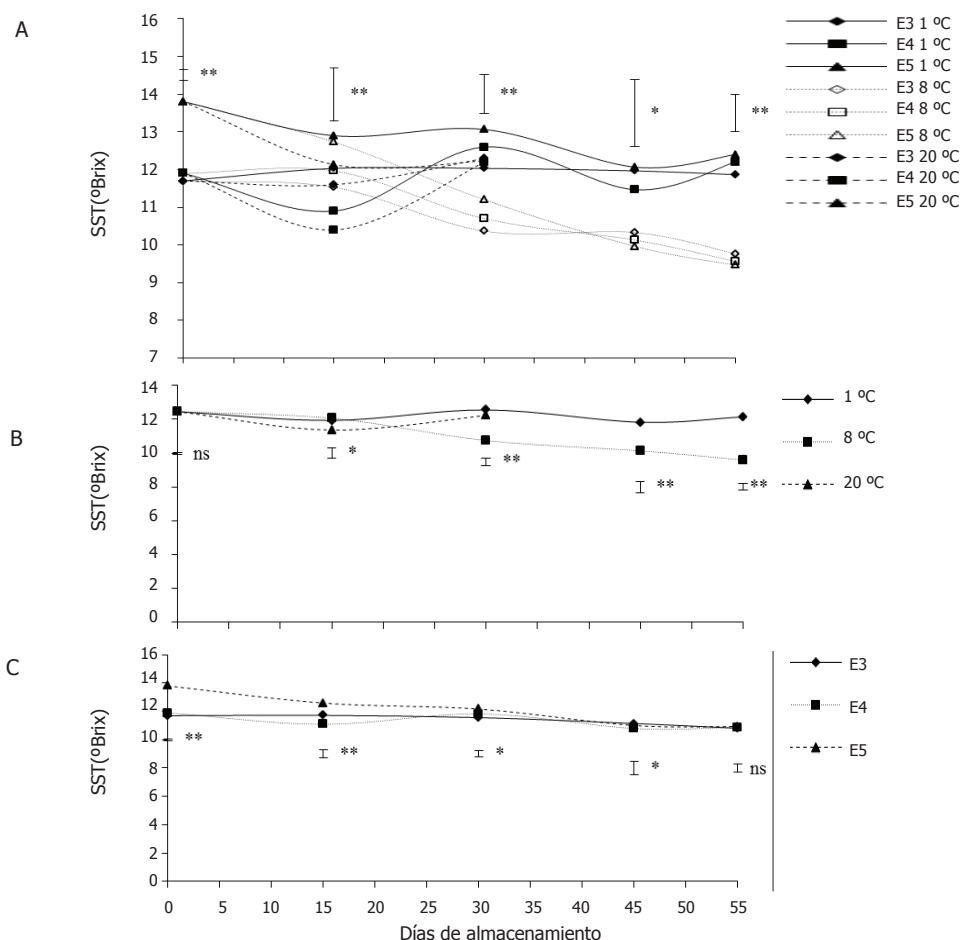 A
SST(ºBrix)
16
15
14
13
12
11
10
9
8
7
**
**
**
*
**
E3 1 ºC
E4 1 ºC
E5 1 ºC
E3 8 ºC
E4 8 ºC
E5 8 ºC
E3 20 ºC
E4 20 ºC
E5 20 ºC
B
SST(ºBrix)
14
12
10
8
6
4
2
0
ns
*
**
**
**
1 ºC
8 ºC
20 ºC
C
SST(ºBrix)
16
14
12
10
8
6
4
2
0
**
**
*
*
ns
E3
E4
E5
0 5 10 15 20 25 30 35 40 45 50 55
Días de almacenamiento